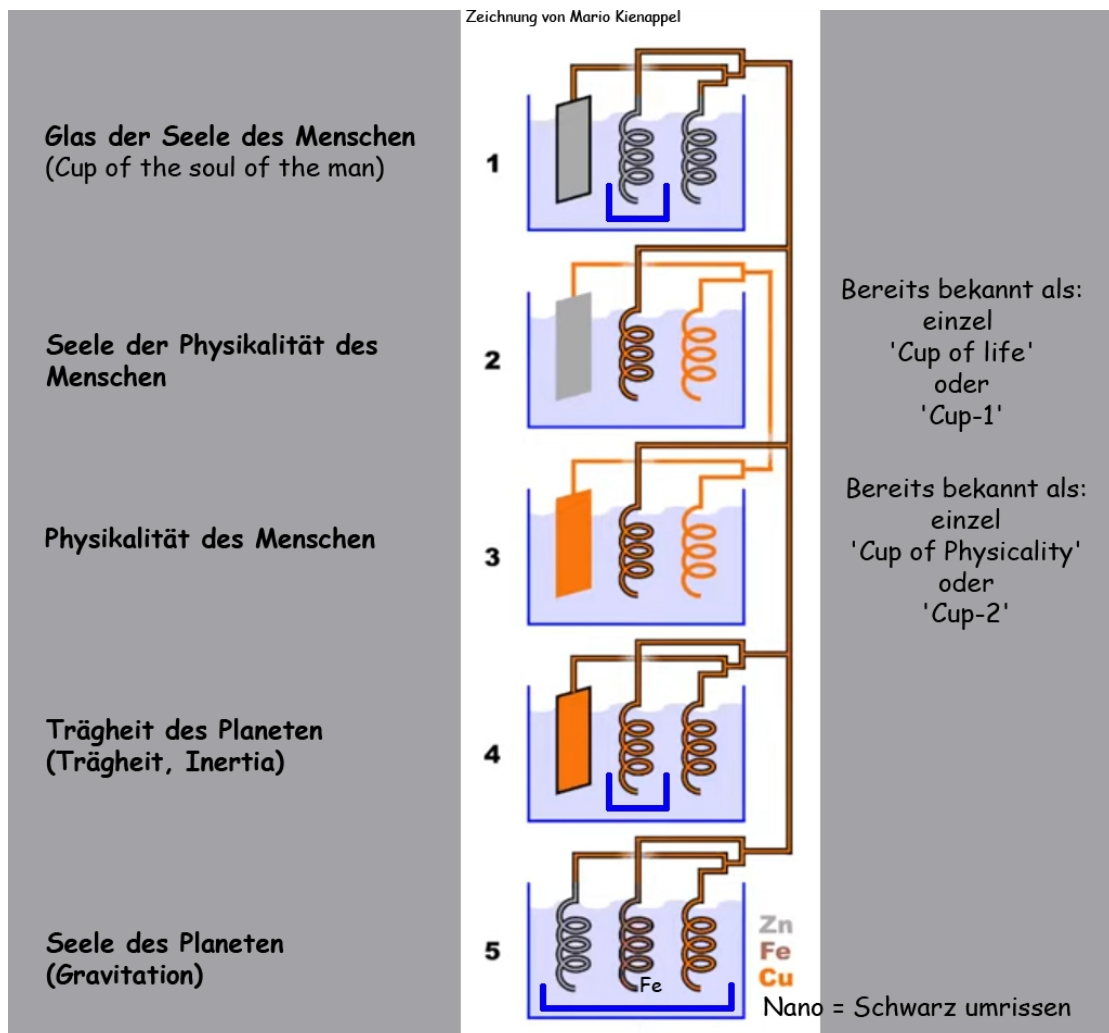 Zeichnung von Mario Kienappel
Glas der Seele des Menschen
(Cup of the soul of the man)
1
Seele der Physikalität des
Menschen
2
Bereits bekannt als:
einzel
'Cup of life'
oder
'Cup-1'
Physikalität des Menschen
3
Bereits bekannt als:
einzel
'Cup of Physicality'
oder
'Cup-2'
Trägheit des Planeten
(Trägheit, Inertia)
4
Seele des Planeten
(Gravitation)
5
Fe
Zn
Fe
Cu
Nano = Schwarz umrissen